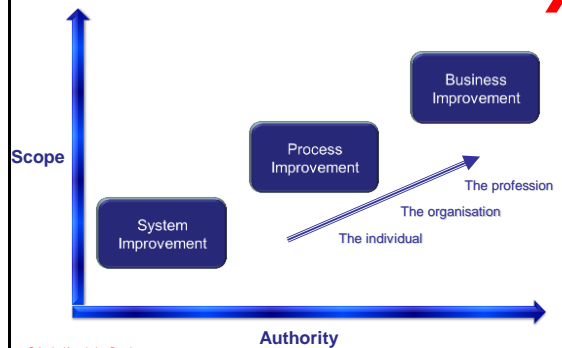 Business
Improvement
Process
Improvement
Scope
The profession
The organisation
System
Improvement
The individual
Authority